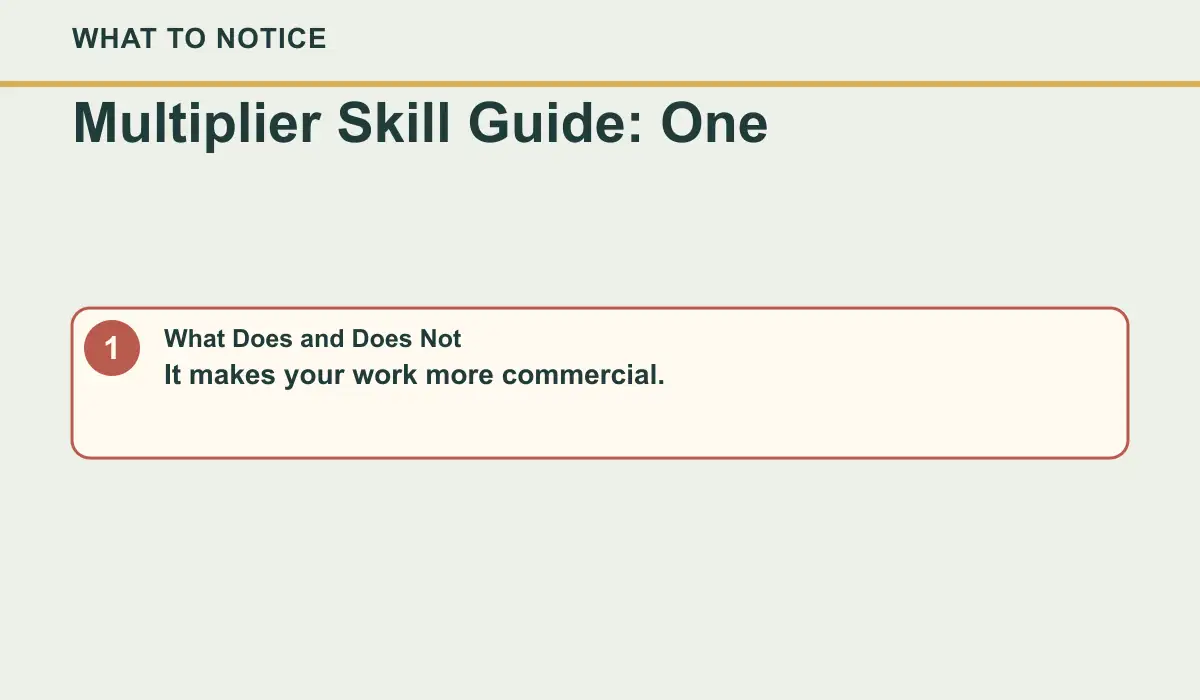 WHAT TO NOTICE
Multiplier Skill Guide: One
1
What Does and Does Not
It makes your work more commercial.